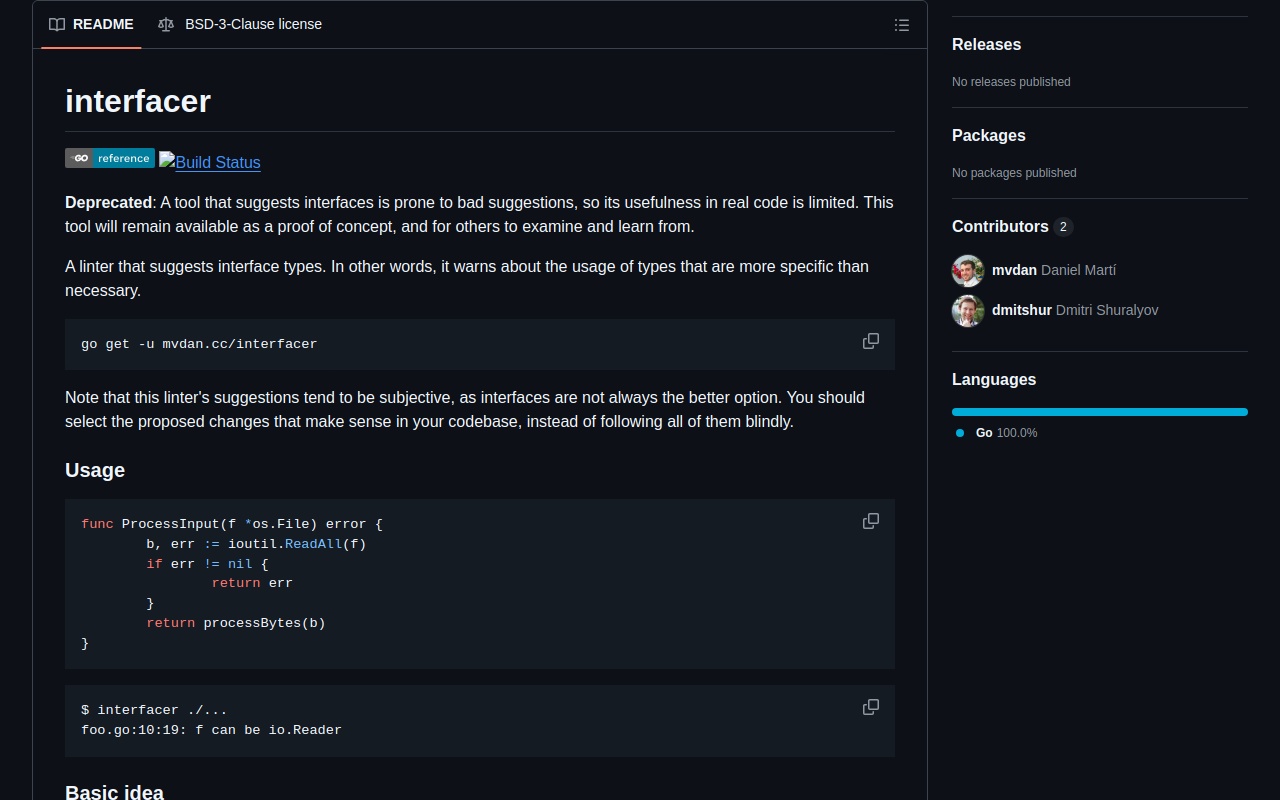 README
BSD-3-Clause license
interfacer
GO reference Build Status
Deprecated: A tool that suggests interfaces is prone to bad suggestions, so its usefulness in real code is limited. This
tool will remain available as a proof of concept, and for others to examine and learn from.
A linter that suggests interface types. In other words, it warns about the usage of types that are more specific than
necessary.
go get -u mvdan.cc/interfacer
Note that this linter's suggestions tend to be subjective, as interfaces are not always the better option. You should
select the proposed changes that make sense in your codebase, instead of following all of them blindly.
Usage
func ProcessInput(f *os.File) error {
        b, err := ioutil.ReadAll(f)
        if err != nil {
                return err
        }
        return processBytes(b)
}
$ interfacer ./...
foo.go:10:19: f can be io.Reader
Basic idea
Releases
No releases published
Packages
No packages published
Contributors 2
mvdan Daniel Martí
dmitshur Dmitri Shuralyov
Languages
Go 100.0%